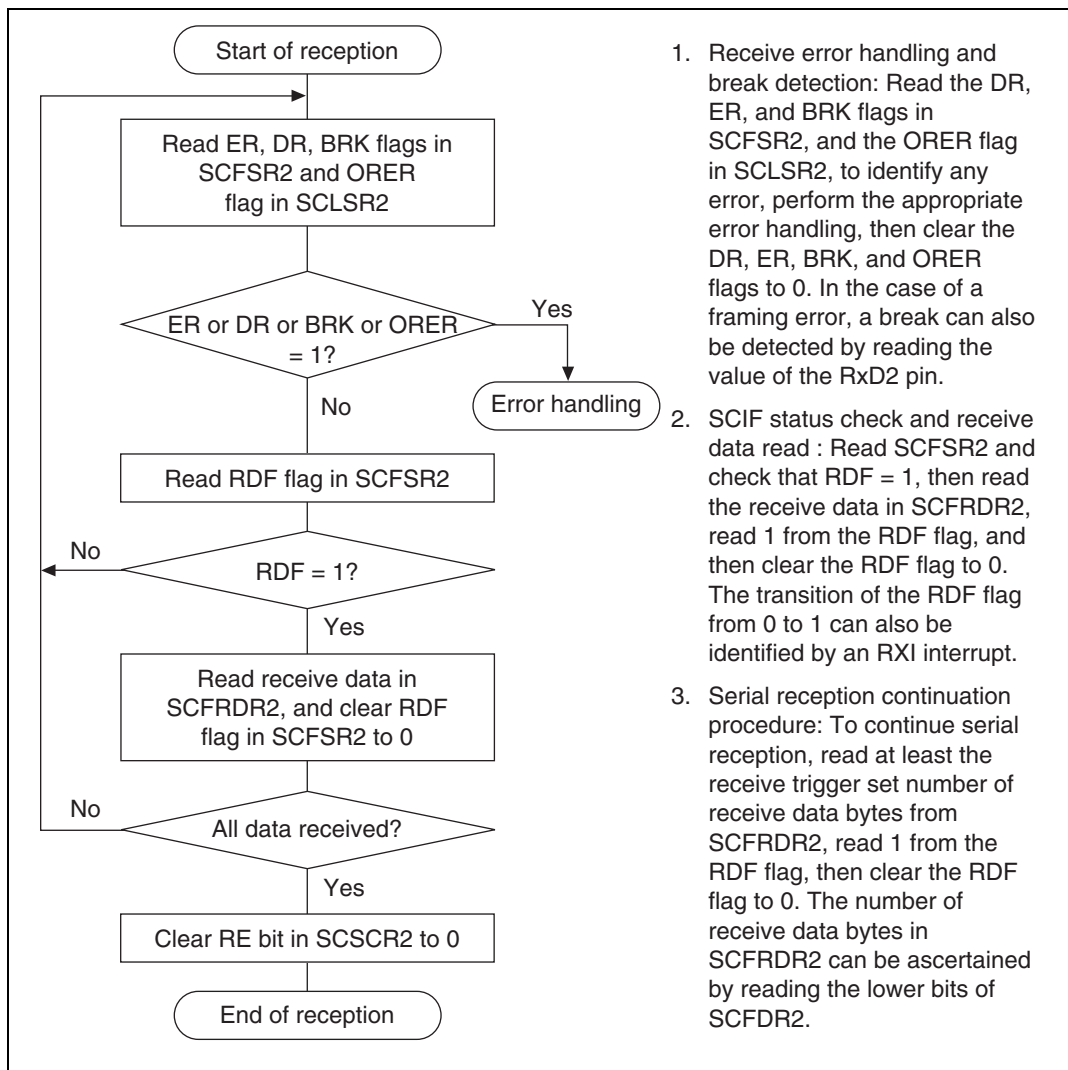 Start of reception
Read ER, DR, BRK flags in
SCFSR2 and ORER
flag in SCLSR2
ER or DR or BRK or ORER
= 1?
Yes
Error handling
No
Read RDF flag in SCFSR2
No
RDF = 1?
Yes
Read receive data in
SCFRDR2, and clear RDF
flag in SCFSR2 to 0
No
All data received?
Yes
Clear RE bit in SCSCR2 to 0
End of reception
1. Receive error handling and
break detection: Read the DR,
ER, and BRK flags in
SCFSR2, and the ORER flag
in SCLSR2, to identify any
error, perform the appropriate
error handling, then clear the
DR, ER, BRK, and ORER
flags to 0. In the case of a
framing error, a break can also
be detected by reading the
value of the RxD2 pin.
2. SCIF status check and receive
data read : Read SCFSR2 and
check that RDF = 1, then read
the receive data in SCFRDR2,
read 1 from the RDF flag, and
then clear the RDF flag to 0.
The transition of the RDF flag
from 0 to 1 can also be
identified by an RXI interrupt.
3. Serial reception continuation
procedure: To continue serial
reception, read at least the
receive trigger set number of
receive data bytes from
SCFRDR2, read 1 from the
RDF flag, then clear the RDF
flag to 0. The number of
receive data bytes in
SCFRDR2 can be ascertained
by reading the lower bits of
SCFDR2.